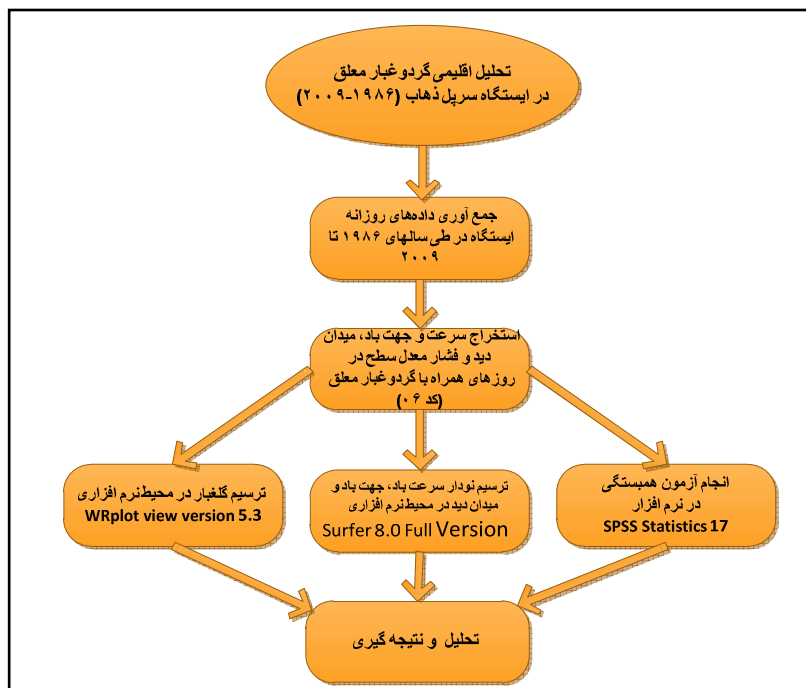 تحلیل اقلیمی گردوغبار معلق
در ایستگاه سرپل ذهاب (۱۹۸۶-۲۰۰۹)
جمع آوری داده‌های روزانه
ایستگاه در طی سالهای ۱۹۸۶ تا
۲۰۰۹
استخراج سرعت و جهت باد، میدان
دید و فشار معدل سطح در
روزهای همراه با گردوغبار معلق
(کد ۰۶)
انجام آزمون همبستگی
در نرم افزار
SPSS Statistics 17
ترسیم نودار سرعت باد، جهت باد و
میدان دید در محیط نرم افزاری
Surfer 8.0 Full Version
ترسیم گلغبار در محیط نرم افزاری
WRplot view version 5.3
تحلیل و نتیجه گیری